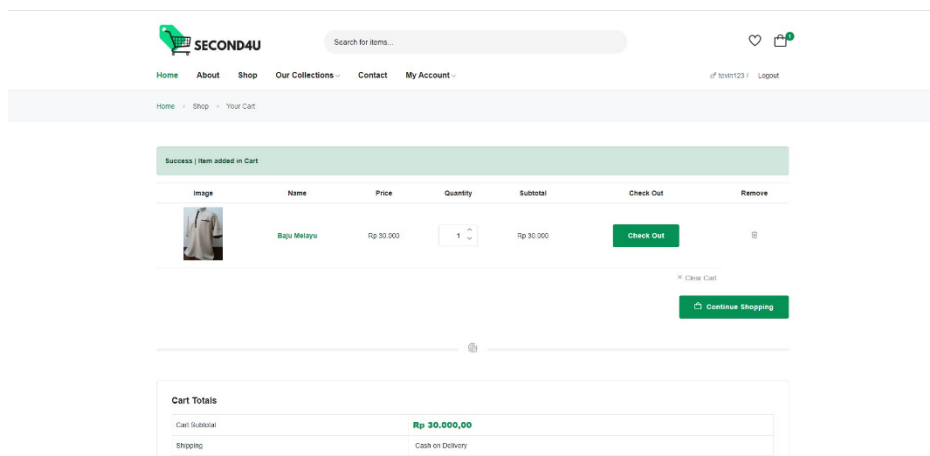 SECOND4U
Search for items...
1
Home About Shop Our Collections Contact My Account
tovin123 / Logout
Home Shop Your Cart
Success | Item added in Cart
Image Name Price Quantity Subtotal Check Out Remove
Baju Melayu Rp 30.000 1 Rp 30.000 Check Out
Clear Cart
Continue Shopping
Cart Totals
Cart Subtotal Rp 30.000,00
Shipping Cash on Delivery